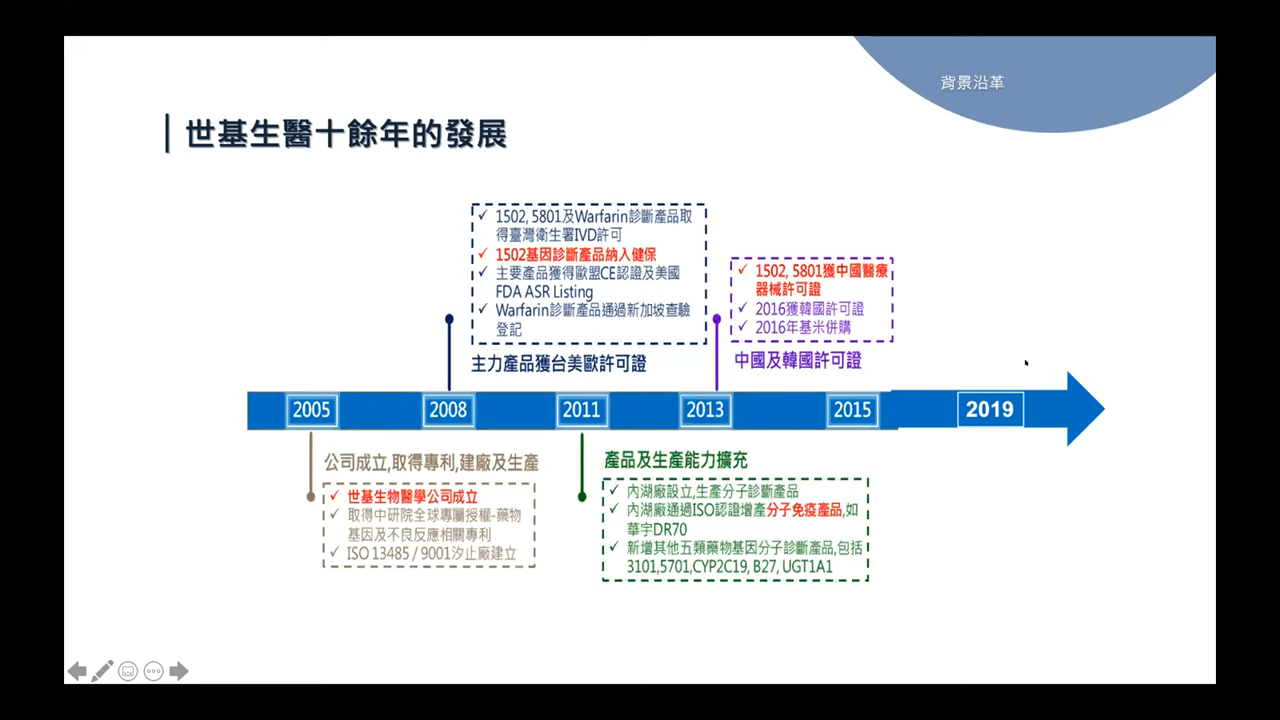 背景沿革
世基生醫十餘年的發展
✓ 1502, 5801及Warfarin診斷產品取
得臺灣衛生署IVD許可
✓ 1502基因診斷產品納入健保
✓ 主要產品獲得歐盟CE認證及美國
FDA ASR Listing
✓ Warfarin診斷產品通過新加坡查驗
登記
主力產品獲台美歐許可證
✓ 1502, 5801獲中國醫療
器械許可證
✓ 2016獲韓國許可證
✓ 2016年基米併購
中國及韓國許可證
2005
2008
2011
2013
2015
2019
公司成立,取得專利,建廠及生產
✓ 世基生物醫學公司成立
✓ 取得中研院全球專屬授權-藥物
基因及不良反應相關專利
✓ ISO 13485 / 9001汐止廠建立
產品及生產能力擴充
✓ 內湖廠設立,生產分子診斷產品
✓ 內湖廠通過ISO認證增產分子免疫產品,如
華宇DR70
✓ 新增其他五類藥物基因分子診斷產品,包括
3101,5701,CYP2C19, B27, UGT1A1